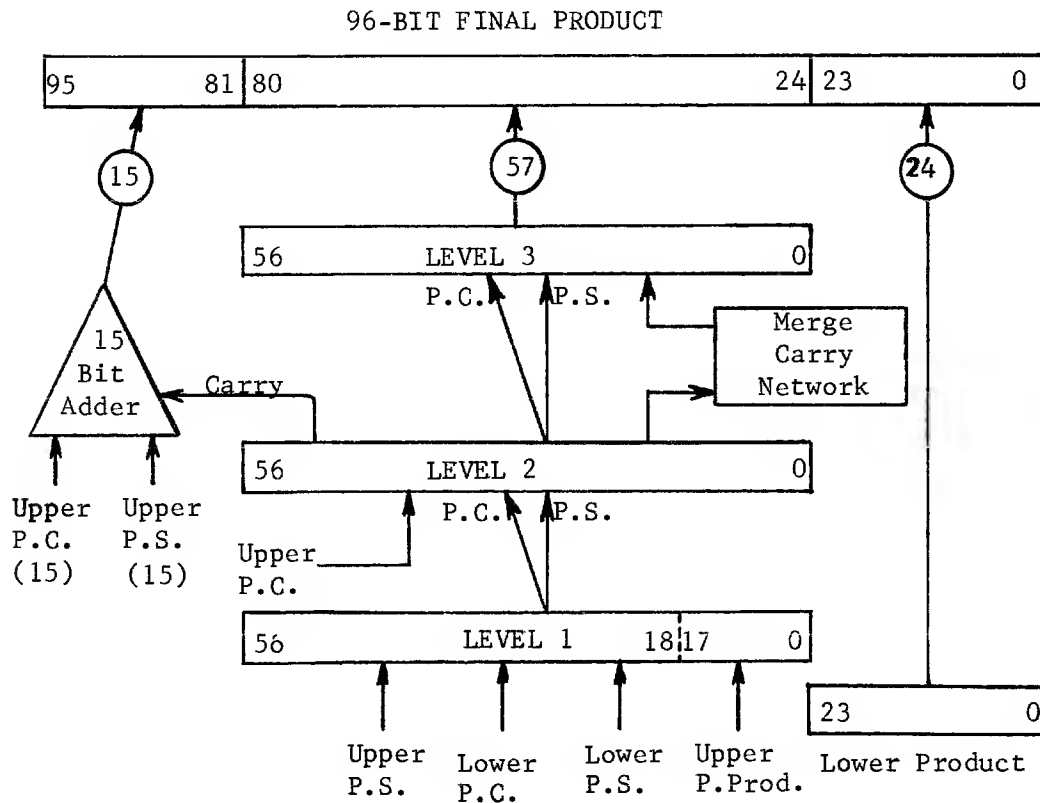 96-BIT FINAL PRODUCT
95 81 80 24 23 0
15 57 24
56 LEVEL 3 0
P.C. P.S.
Merge
Carry
Network
15
Bit
Adder
Carry
56 LEVEL 2 0
P.C. P.S.
Upper
P.C.
(15)
Upper
P.S.
(15)
Upper
P.C.
56 LEVEL 1 18 17 0
23 0
Lower Product
Upper
P.S.
Lower
P.C.
Lower
P.S.
Upper
P.Prod.